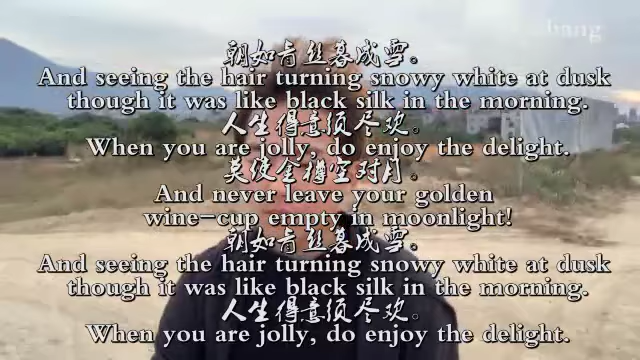 bang
朝如青丝暮成雪。
And seeing the hair turning snowy white at dusk
though it was like black silk in the morning.
人生得意须尽欢。
When you are jolly, do enjoy the delight.
莫使金樽空对月。
And never leave your golden
wine-cup empty in moonlight!
朝如青丝暮成雪。
And seeing the hair turning snowy white at dusk
though it was like black silk in the morning.
人生得意须尽欢。
When you are jolly, do enjoy the delight.